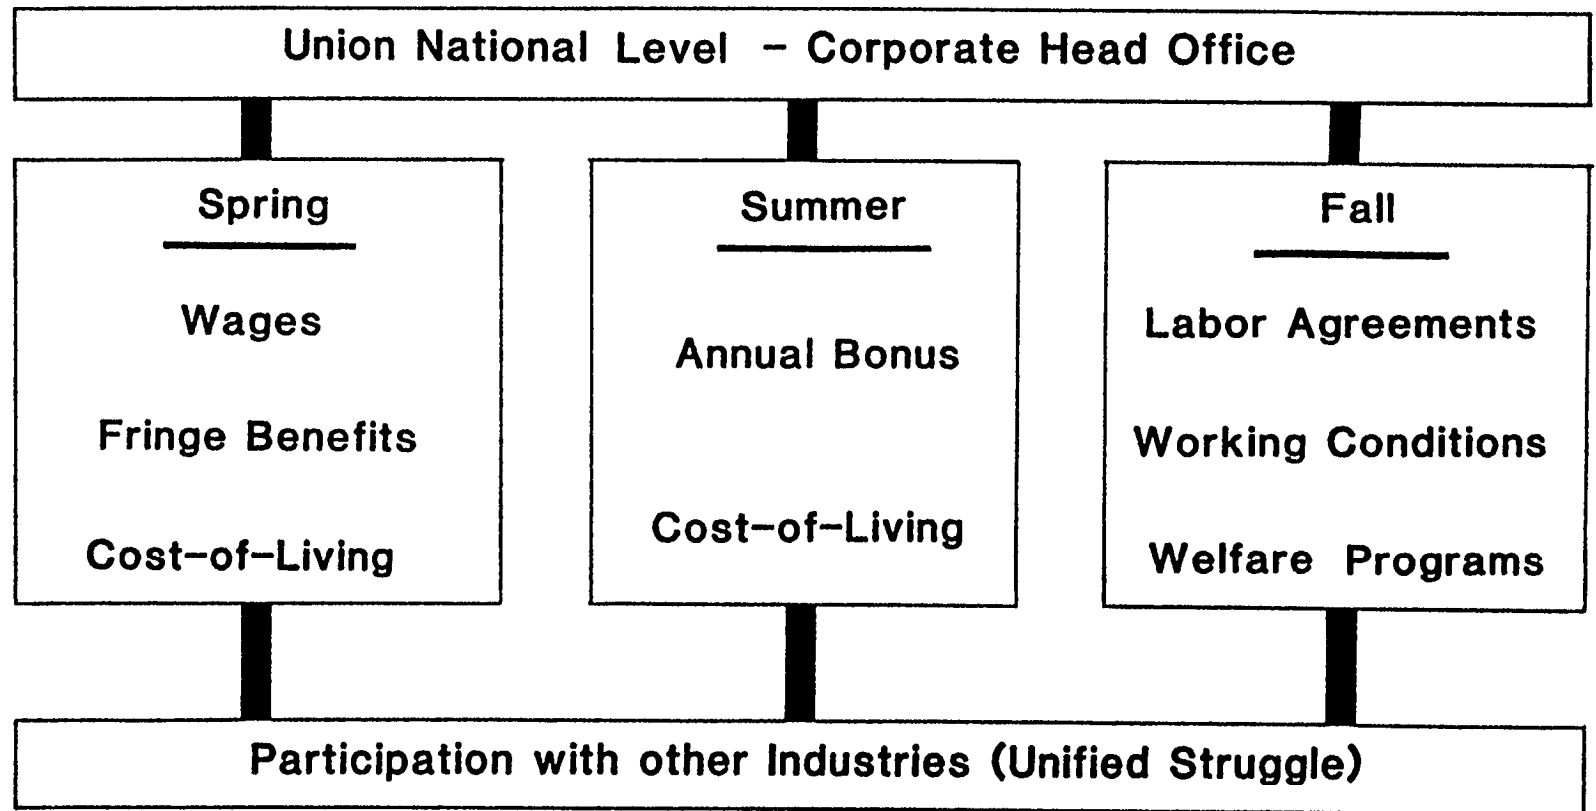 Union National Level - Corporate Head Office
Spring
Wages
Fringe Benefits
Cost-of-Living
Summer
Annual Bonus
Cost-of-Living
Fall
Labor Agreements
Working Conditions
Welfare Programs
Participation with other Industries (Unified Struggle)